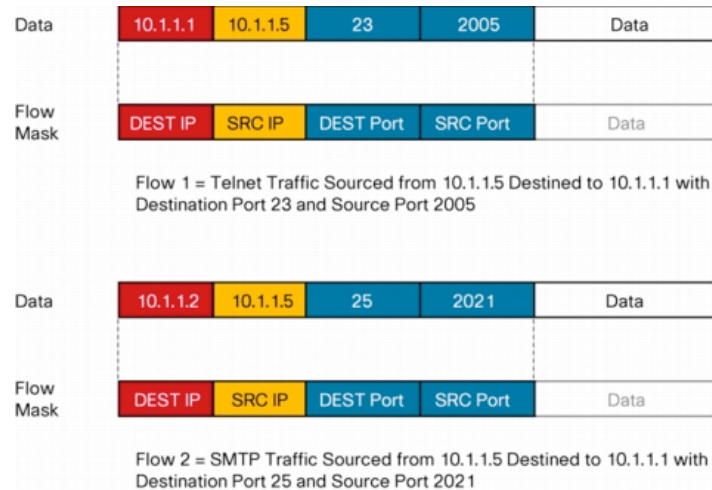 Data 10.1.1.1 10.1.1.5 23 2005 Data
Flow Mask DEST IP SRC IP DEST Port SRC Port Data
Flow 1 = Telnet Traffic Sourced from 10.1.1.5 Destined to 10.1.1.1 with
Destination Port 23 and Source Port 2005
Data 10.1.1.2 10.1.1.5 25 2021 Data
Flow Mask DEST IP SRC IP DEST Port SRC Port Data
Flow 2 = SMTP Traffic Sourced from 10.1.1.5 Destined to 10.1.1.1 with
Destination Port 25 and Source Port 2021